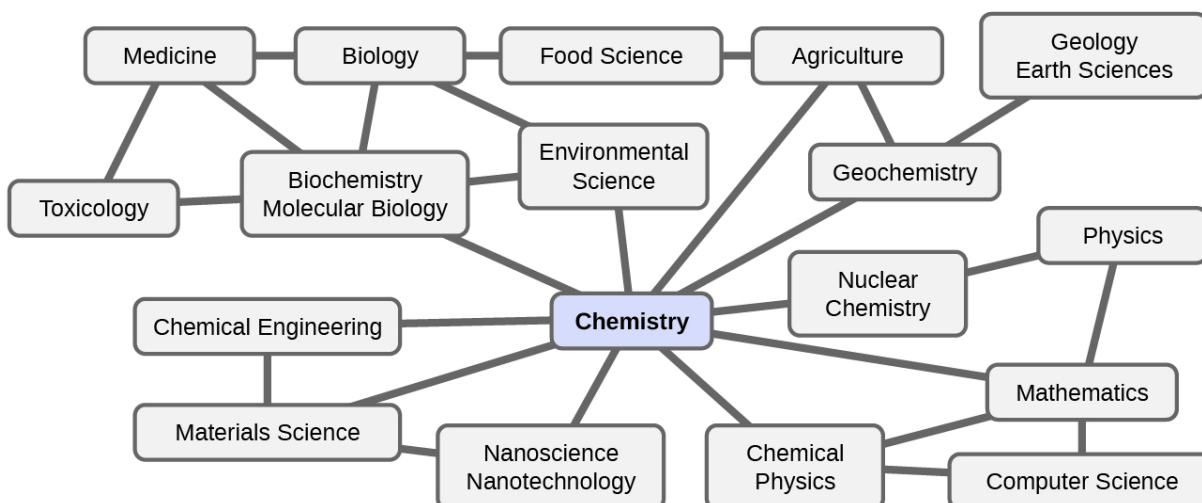 Medicine
Biology
Food Science
Agriculture
Geology
Earth Sciences
Environmental
Science
Geochemistry
Biochemistry
Molecular Biology
Toxicology
Physics
Nuclear
Chemistry
Chemical Engineering
Chemistry
Mathematics
Materials Science
Nanoscience
Nanotechnology
Chemical
Physics
Computer Science